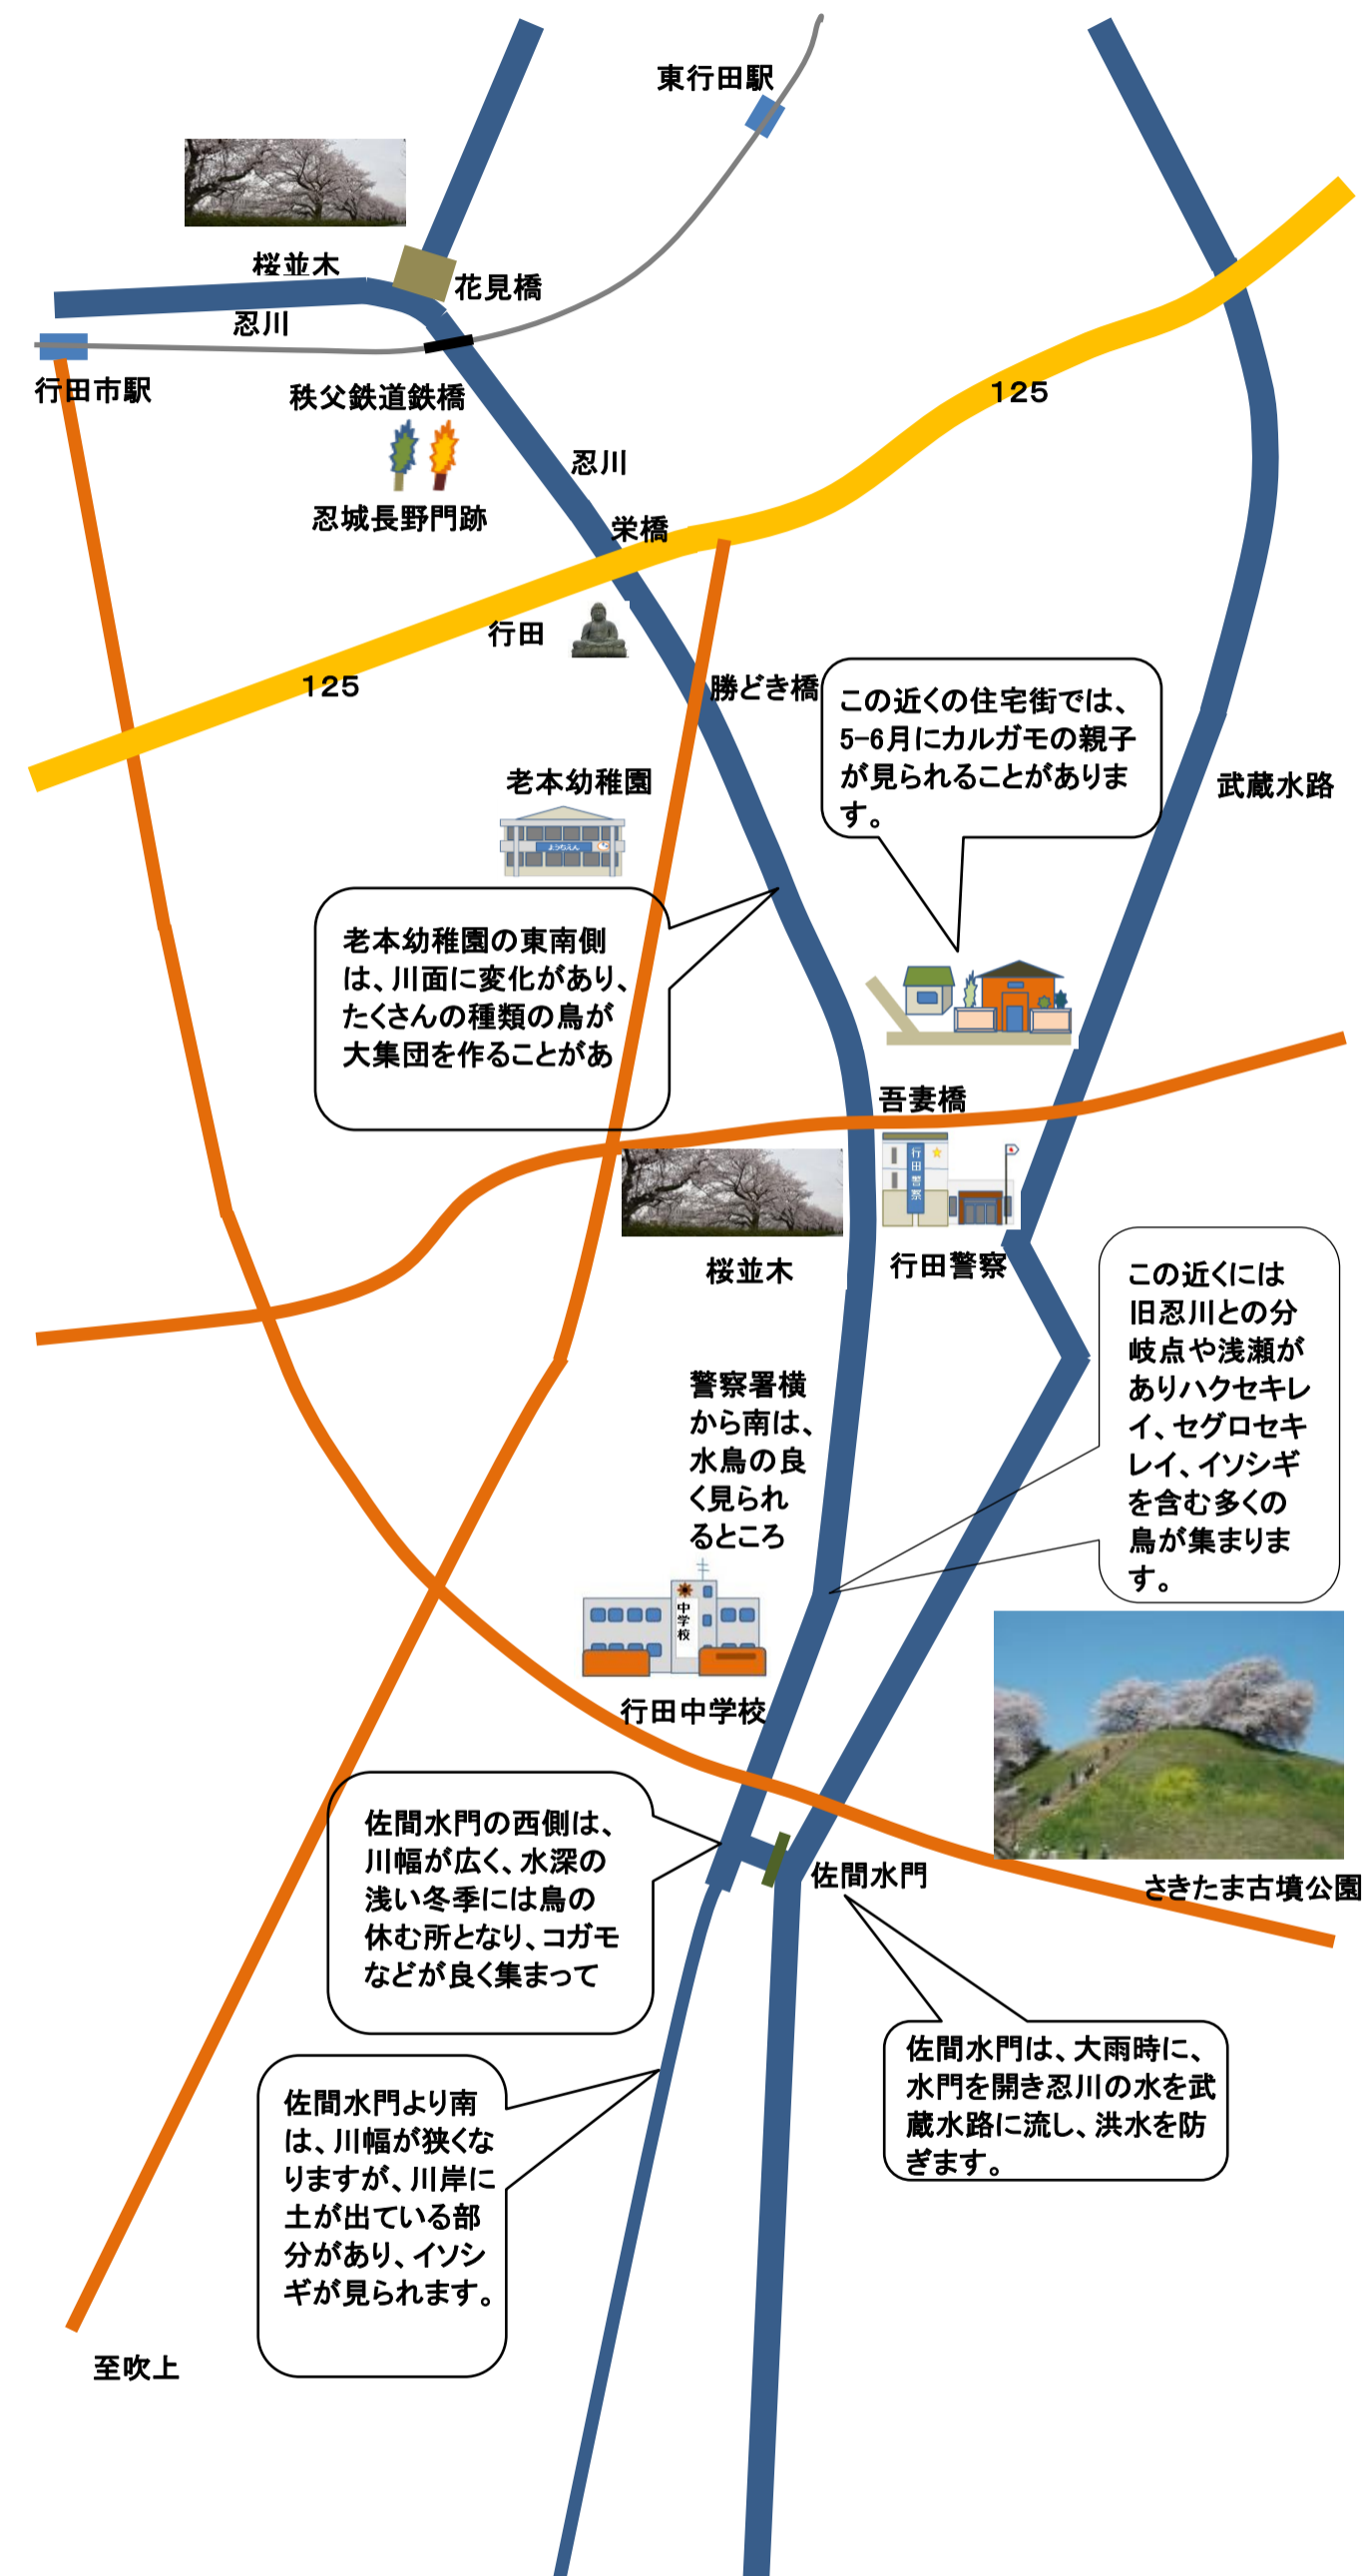 東行田駅
桜並木
花見橋
忍川
行田市駅
秩父鉄道鉄橋
125
忍川
忍城長野門跡
栄橋
行田
125
勝どき橋
この近くの住宅街では、
5-6月にカルガモの親子
が見られることがありま
す。
武蔵水路
老本幼稚園
ようちえん
老本幼稚園の東南側
は、川面に変化があり、
たくさんの種類の鳥が
大集団を作ることがあ
吾妻橋
行田警察
桜並木
行田警察
この近くには
旧忍川との分
岐点や浅瀬が
ありハクセキレ
イ、セグロセキ
レイ、イソシギ
を含む多くの
鳥が集まりま
す。
警察署横
から南は、
水鳥の良
く見られ
るところ
中学校
行田中学校
佐間水門の西側は、
川幅が広く、水深の
浅い冬季には鳥の
休む所となり、コガモ
などが良く集まって
佐間水門
さきたま古墳公園
佐間水門は、大雨時に、
水門を開き忍川の水を武
蔵水路に流し、洪水を防
ぎます。
佐間水門より南
は、川幅が狭くな
りますが、川岸に
土が出ている部
分があり、イソシ
ギが見られます。
至吹上